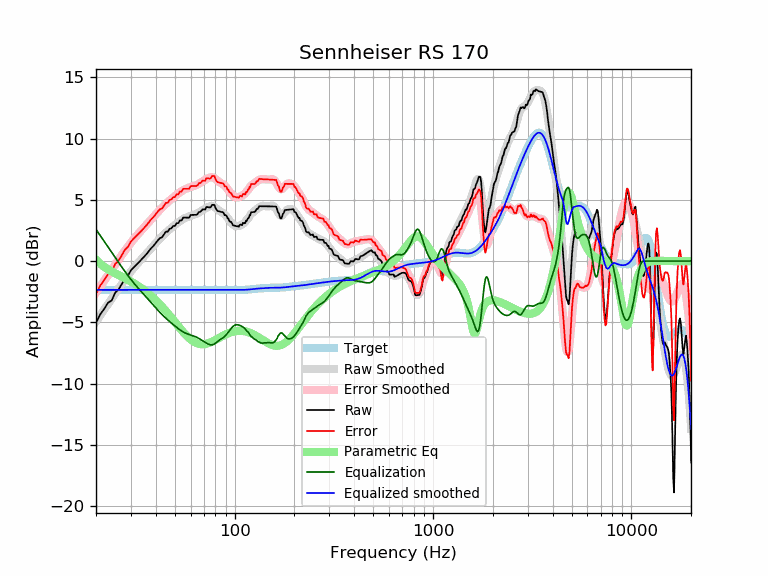 Sennheiser RS 170
Amplitude (dBr)
15
10
5
0
−5
−10
−15
−20
100
1000
10000
Frequency (Hz)
Target
Raw Smoothed
Error Smoothed
Raw
Error
Parametric Eq
Equalization
Equalized smoothed